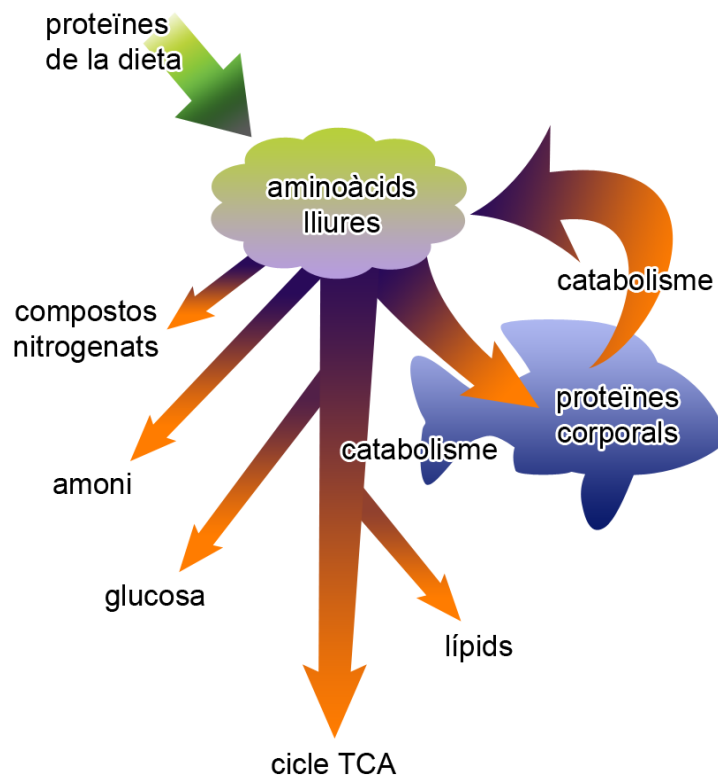 proteïnes
de la dieta
aminoàcids
lliures
catabolisme
compostos
nitrogenats
proteïnes
corporals
catabolisme
amoni
glucosa
lípids
cicle TCA